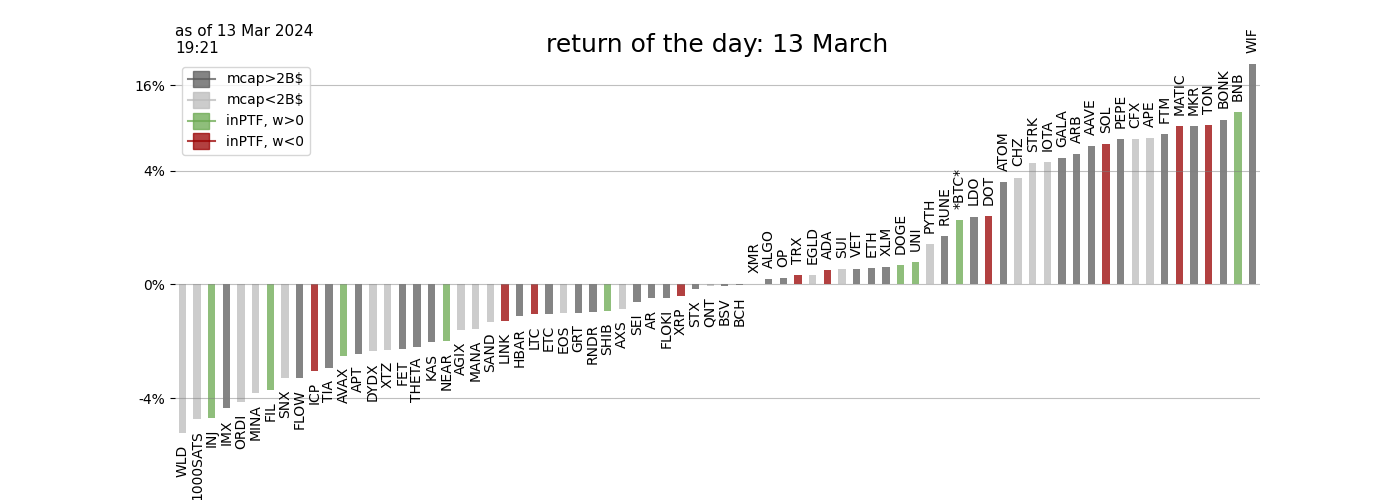 as of 13 Mar 2024
19:21
return of the day: 13 March
mcap>2B$
mcap<2B$
inPTF, w>0
inPTF, w<0
16%
4%
0%
-4%
WLD
1000SATS
INJ
IMX
ORDI
MINA
FIL
SNX
FLOW
ICP
TIA
AVAX
APT
DYDX
XTZ
FET
THETA
KAS
NEAR
AGIX
MANA
SAND
LINK
HBAR
LTC
ETC
EOS
GRT
RNDR
SHIB
AXS
SEI
AR
FLOKI
XRP
STX
QNT
BSV
BCH
XMR
ALGO
OP
TRX
EGLD
ADA
SUI
VET
ETH
XLM
DOGE
UNI
PYTH
RUNE
*BTC*
LDO
DOT
ATOM
CHZ
STRK
IOTA
GALA
ARB
AAVE
SOL
PEPE
CFX
APE
FTM
MATIC
MKR
TON
BONK
BNB
WIF